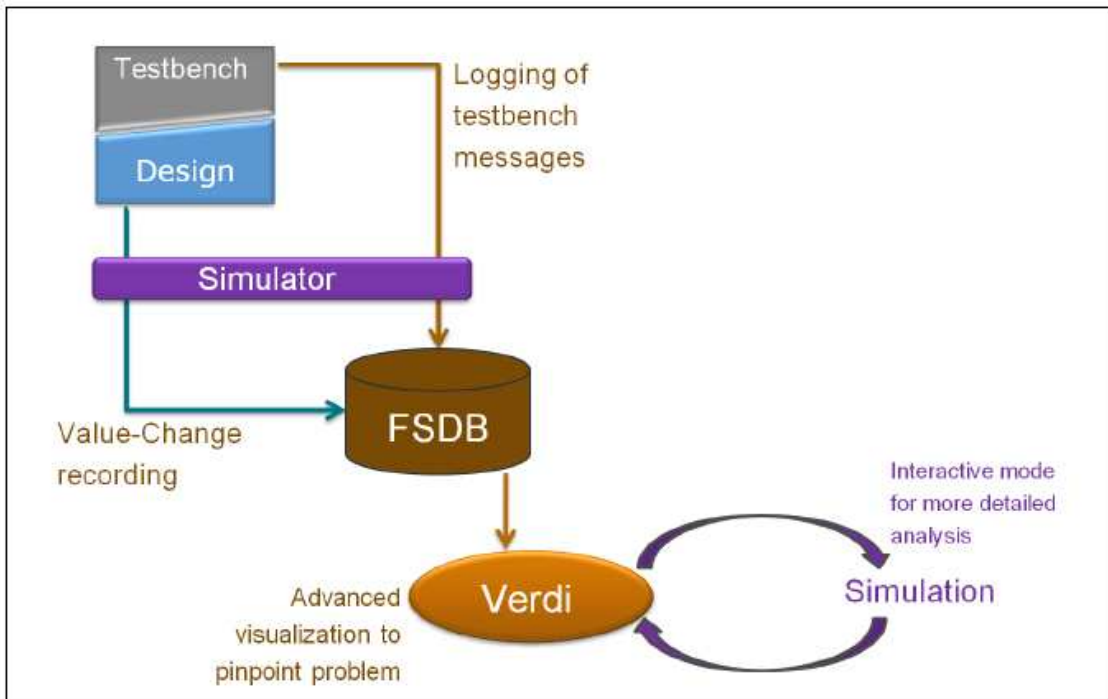 Testbench
Design
Logging of
testbench
messages
Simulator
FSDB
Value-Change
recording
Interactive mode
for more detailed
analysis
Verdi
Simulation
Advanced
visualization to
pinpoint problem